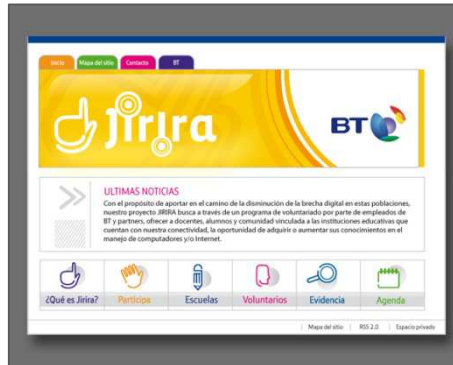 Inicio Mapa del sitio Contacto BT
Jirira
BT
ULTIMAS NOTICIAS
Con el propósito de aportar en el camino de la disminución de la brecha digital en estas poblaciones,
nuestro proyecto JIRIRA busca a través de un programa de voluntariado por parte de empleados de
BT y partners, ofrecer a docentes, alumnos y comunidad vinculada a las instituciones educativas que
cuentan con nuestra conectividad, la oportunidad de adquirir o aumentar sus conocimientos en el
manejo de computadores y/o Internet.
¿Qué es Jirira? Participa Escuelas Voluntarios Evidencia Agenda
| Mapa del sitio | RSS 2.0 | Espacio privado